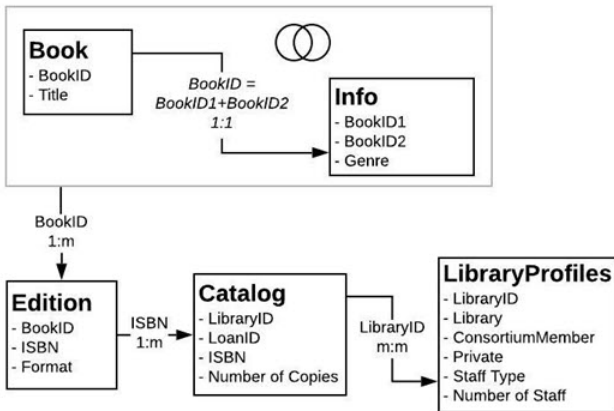 Book
- BookID
- Title
BookID =
BookID1+BookID2
1:1
Info
- BookID1
- BookID2
- Genre
BookID
1:m
Edition
- BookID
- ISBN
- Format
ISBN
1:m
Catalog
- LibraryID
- LoanID
- ISBN
- Number of Copies
LibraryID
m:m
LibraryProfiles
- LibraryID
- Library
- ConsortiumMember
- Private
- Staff Type
- Number of Staff